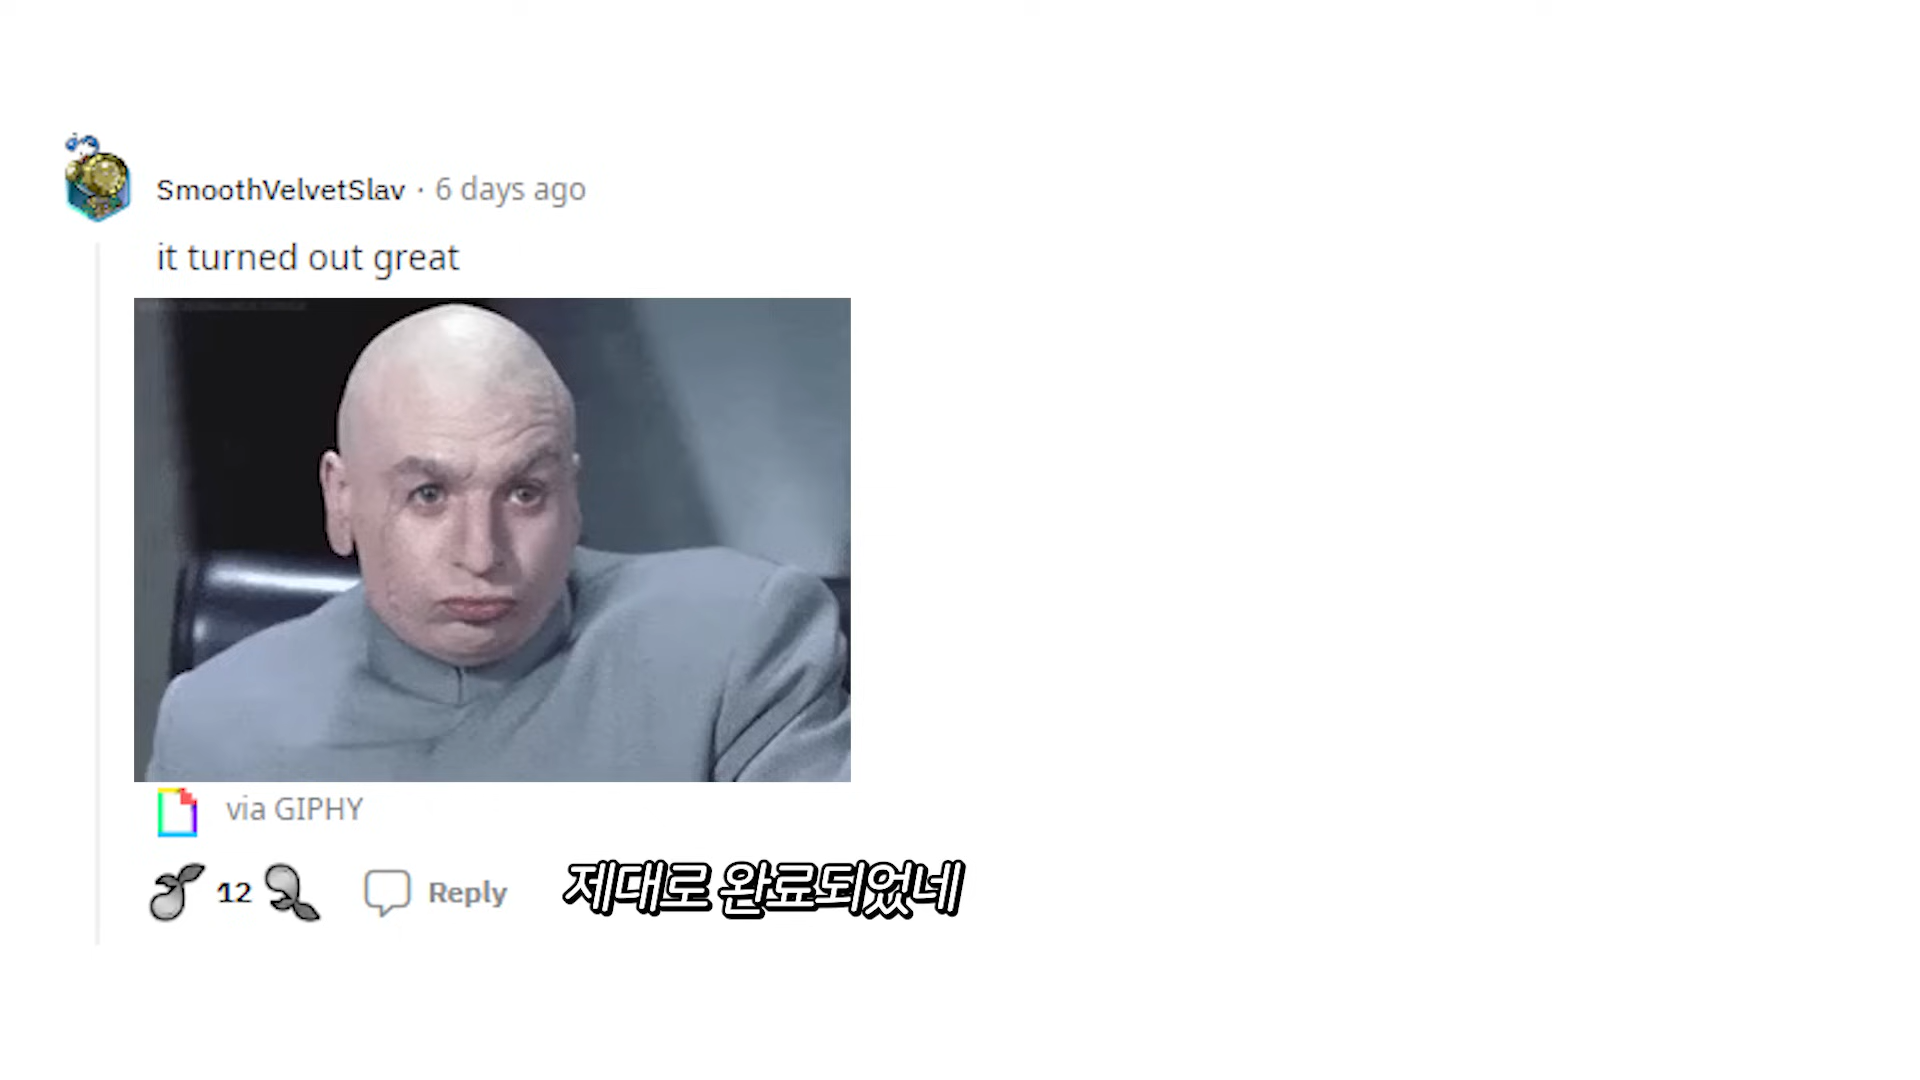 SmoothVelvetSlav · 6 days ago
it turned out great
via GIPHY
12 Reply
제대로 완료되었네